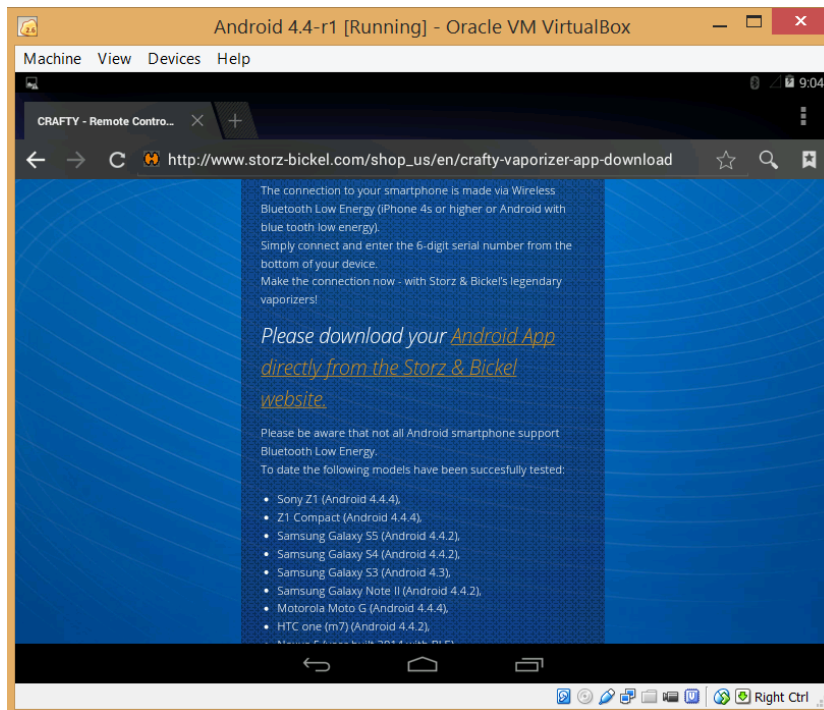 Android 4.4-r1 [Running] - Oracle VM VirtualBox
Machine View Devices Help
9:04
CRAFTY - Remote Contro...
http://www.storz-bickel.com/shop_us/en/crafty-vaporizer-app-download
The connection to your smartphone is made via Wireless
Bluetooth Low Energy (iPhone 4s or higher or Android with
blue tooth low energy).
Simply connect and enter the 6-digit serial number from the
bottom of your device.
Make the connection now - with Storz & Bickel's legendary
vaporizers!
Please download your Android App
directly from the Storz & Bickel
website.
Please be aware that not all Android smartphone support
Bluetooth Low Energy.
To date the following models have been succesfully tested:
Sony Z1 (Android 4.4.4),
Z1 Compact (Android 4.4.4),
Samsung Galaxy S5 (Android 4.4.2),
Samsung Galaxy S4 (Android 4.4.2),
Samsung Galaxy S3 (Android 4.3),
Samsung Galaxy Note II (Android 4.4.2),
Motorola Moto G (Android 4.4.4),
HTC one (m7) (Android 4.4.2),
Right Ctrl